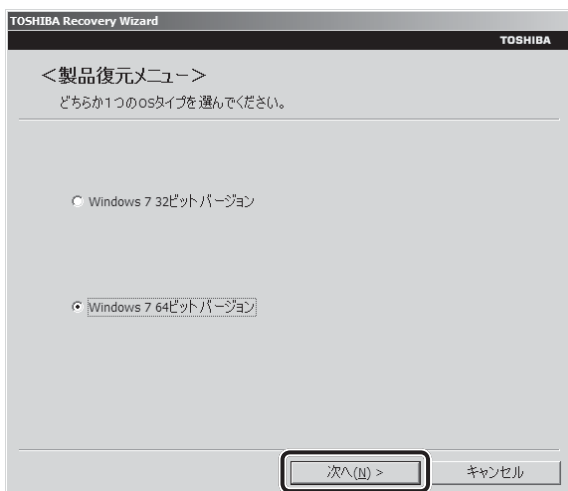 TOSHIBA Recovery Wizard
TOSHIBA
＜製品復元メニュー＞
どちらか1つのOSタイプを選んでください。
Windows 7 32ビットバージョン
Windows 7 64ビットバージョン
次へ(N) >
キャンセル